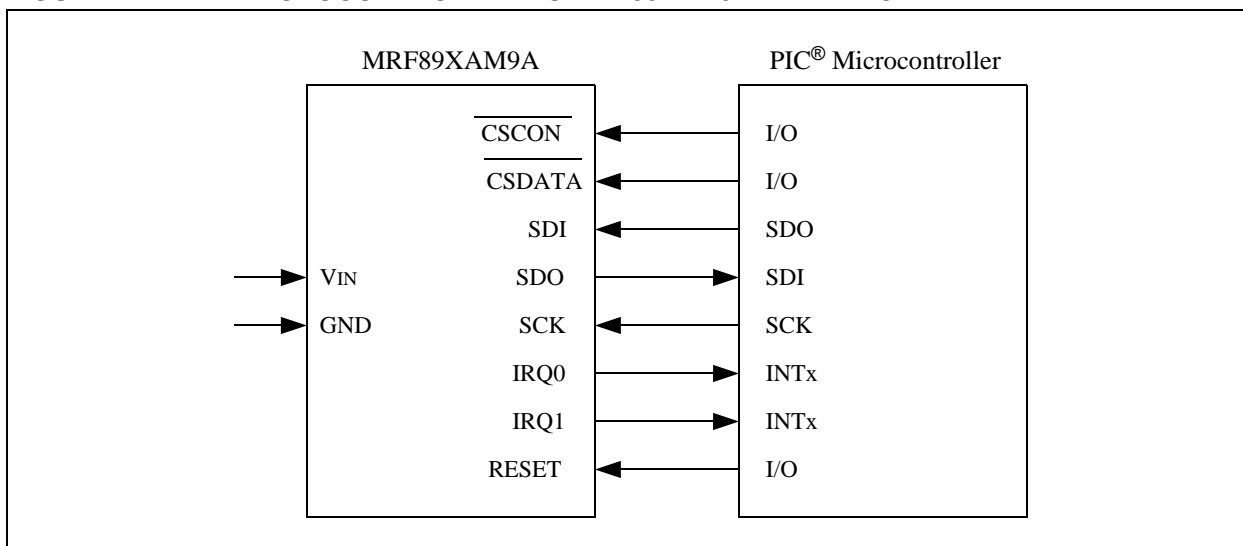 MRF89XAM9A
PIC® Microcontroller
CSCON
I/O
CSDATA
I/O
SDI
SDO
VIN
SDO
SDI
GND
SCK
SCK
IRQ0
INTx
IRQ1
INTx
RESET
I/O